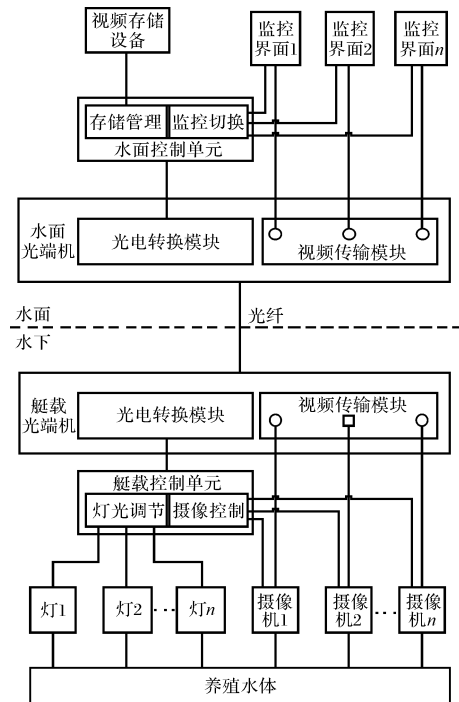 视频存储
设备
监控
界面1
监控
界面2
监控
界面n
存储管理
监控切换
水面控制单元
水面
光端机
光电转换模块
视频传输模块
水面
光纤
水下
艇载
光端机
光电转换模块
视频传输模块
艇载控制单元
灯光调节
摄像控制
灯1
灯2
···
灯n
摄像
机1
摄像
机2
···
摄像
机n
养殖水体